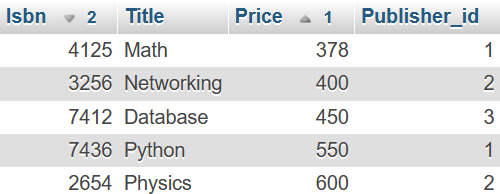 Isbn 2 Title Price 1 Publisher_id
4125 Math 378 1
3256 Networking 400 2
7412 Database 450 3
7436 Python 550 1
2654 Physics 600 2